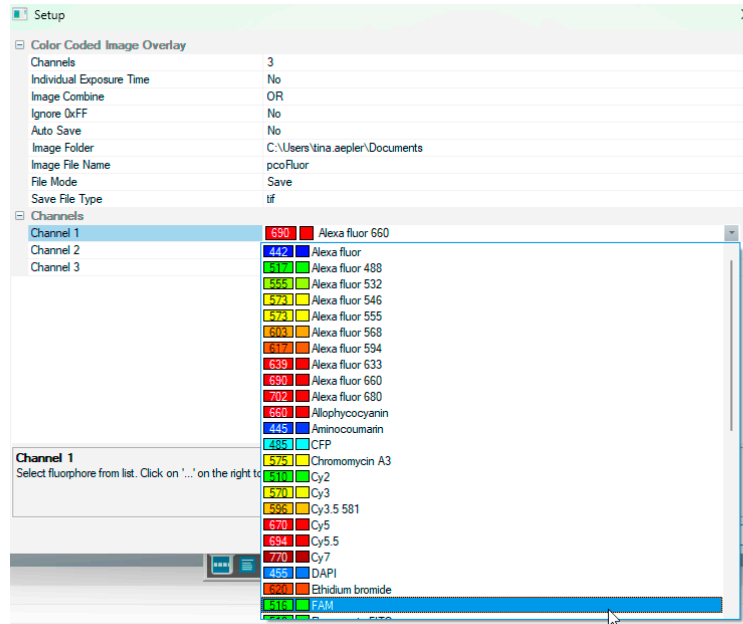 Setup
Color Coded Image Overlay
Channels 3
Individual Exposure Time No
Image Combine OR
Ignore 0xFF No
Auto Save No
Image Folder C:\Users\tina.aepler\Documents
Image File Name pcoFluor
File Mode Save
Save File Type tif
Channels
Channel 1 690 Alexa fluor 660
Channel 2
Channel 3
442 Alexa fluor
517 Alexa fluor 488
555 Alexa fluor 532
573 Alexa fluor 546
573 Alexa fluor 555
603 Alexa fluor 568
617 Alexa fluor 594
639 Alexa fluor 633
690 Alexa fluor 660
702 Alexa fluor 680
660 Allophycocyanin
445 Aminocoumarin
485 CFP
575 Chromomycin A3
510 Cy2
570 Cy3
596 Cy3.5 581
670 Cy5
694 Cy5.5
770 Cy7
455 DAPI
620 Ethidium bromide
516 FAM
Channel 1
Select fluorphore from list. Click on '...' on the right